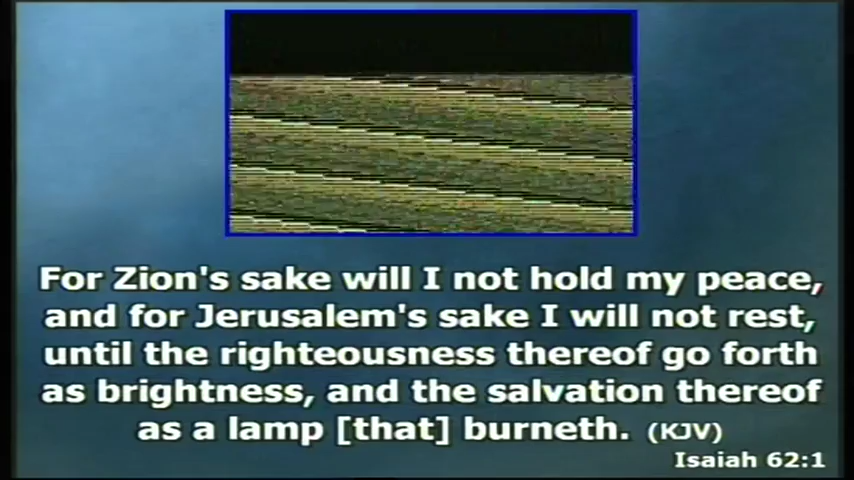 For Zion's sake will I not hold my peace,
and for Jerusalem's sake I will not rest,
until the righteousness thereof go forth
as brightness, and the salvation thereof
as a lamp [that] burneth. (KJV)
Isaiah 62:1